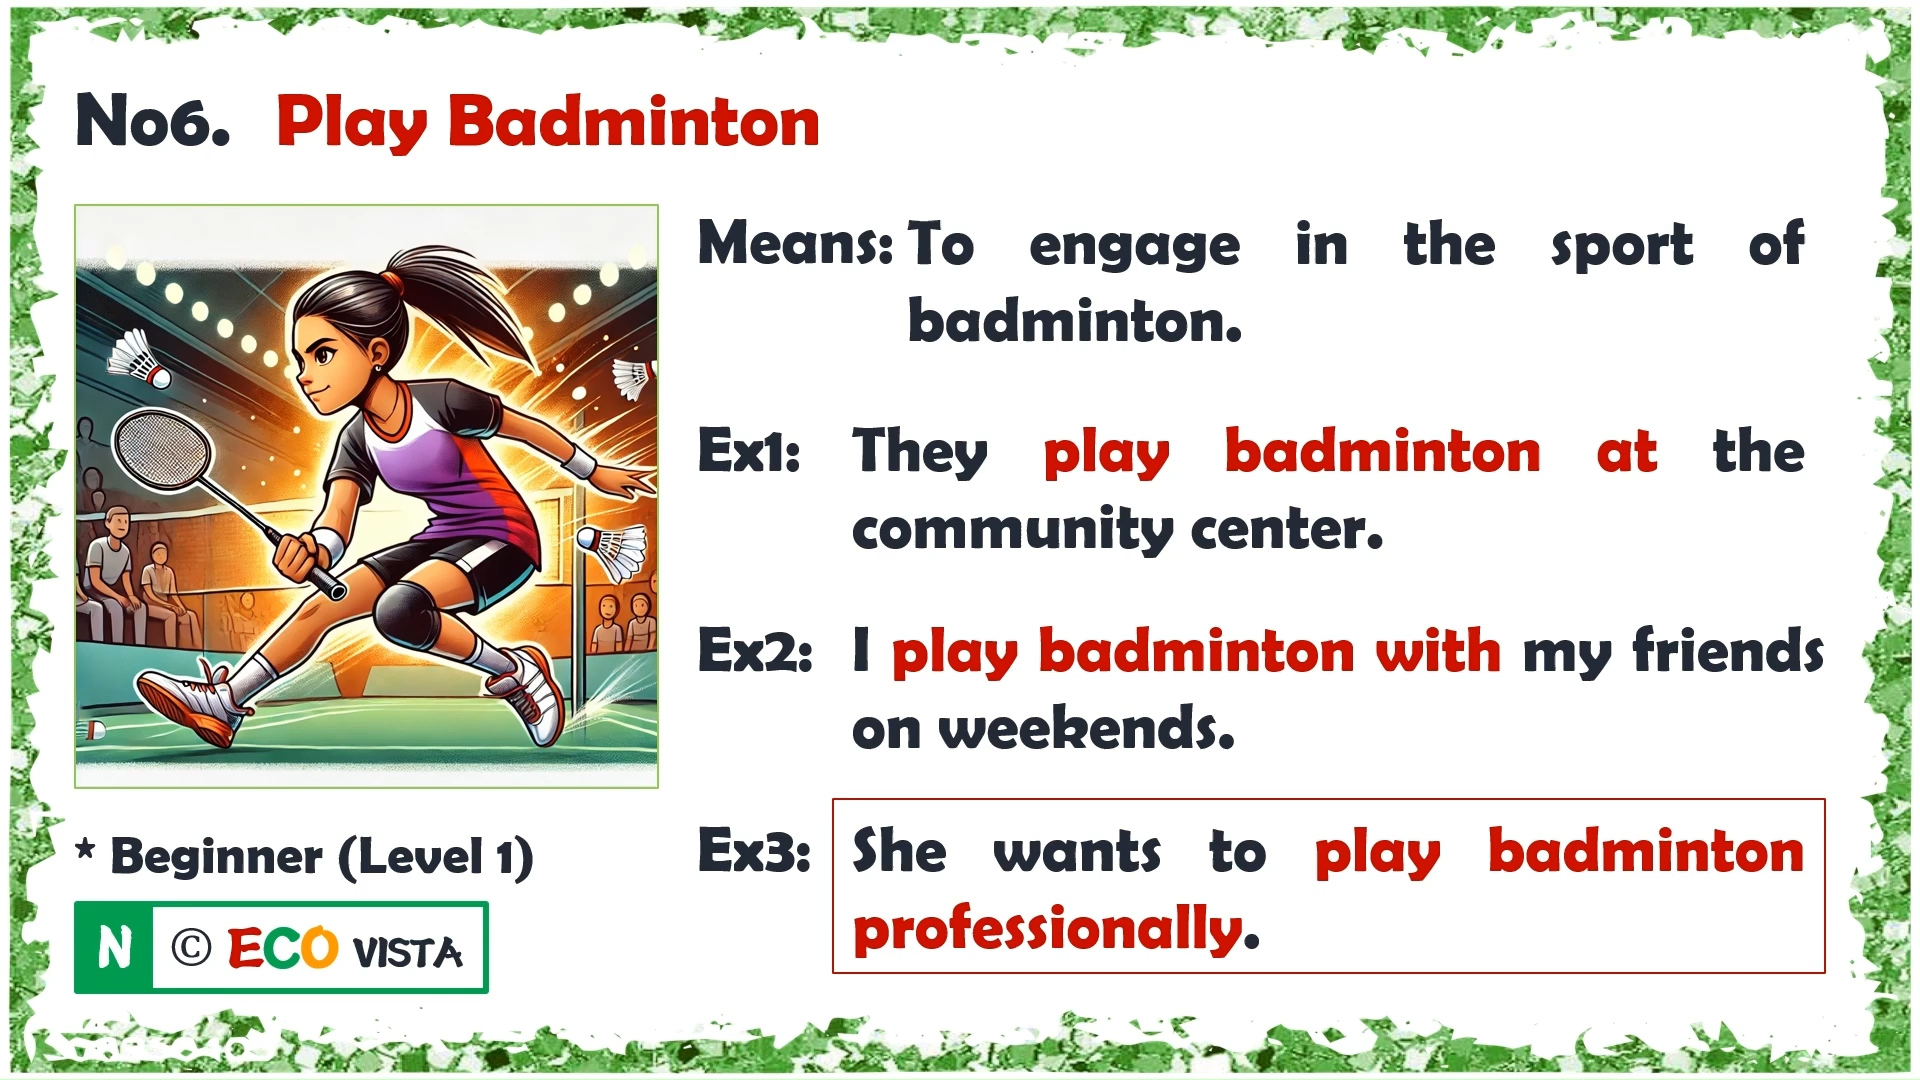 No6. Play Badminton
Means: To engage in the sport of
badminton.
Ex1: They play badminton at the
community center.
Ex2: I play badminton with my friends
on weekends.
Ex3: She wants to play badminton
professionally.
* Beginner (Level 1)
N © ECO VISTA